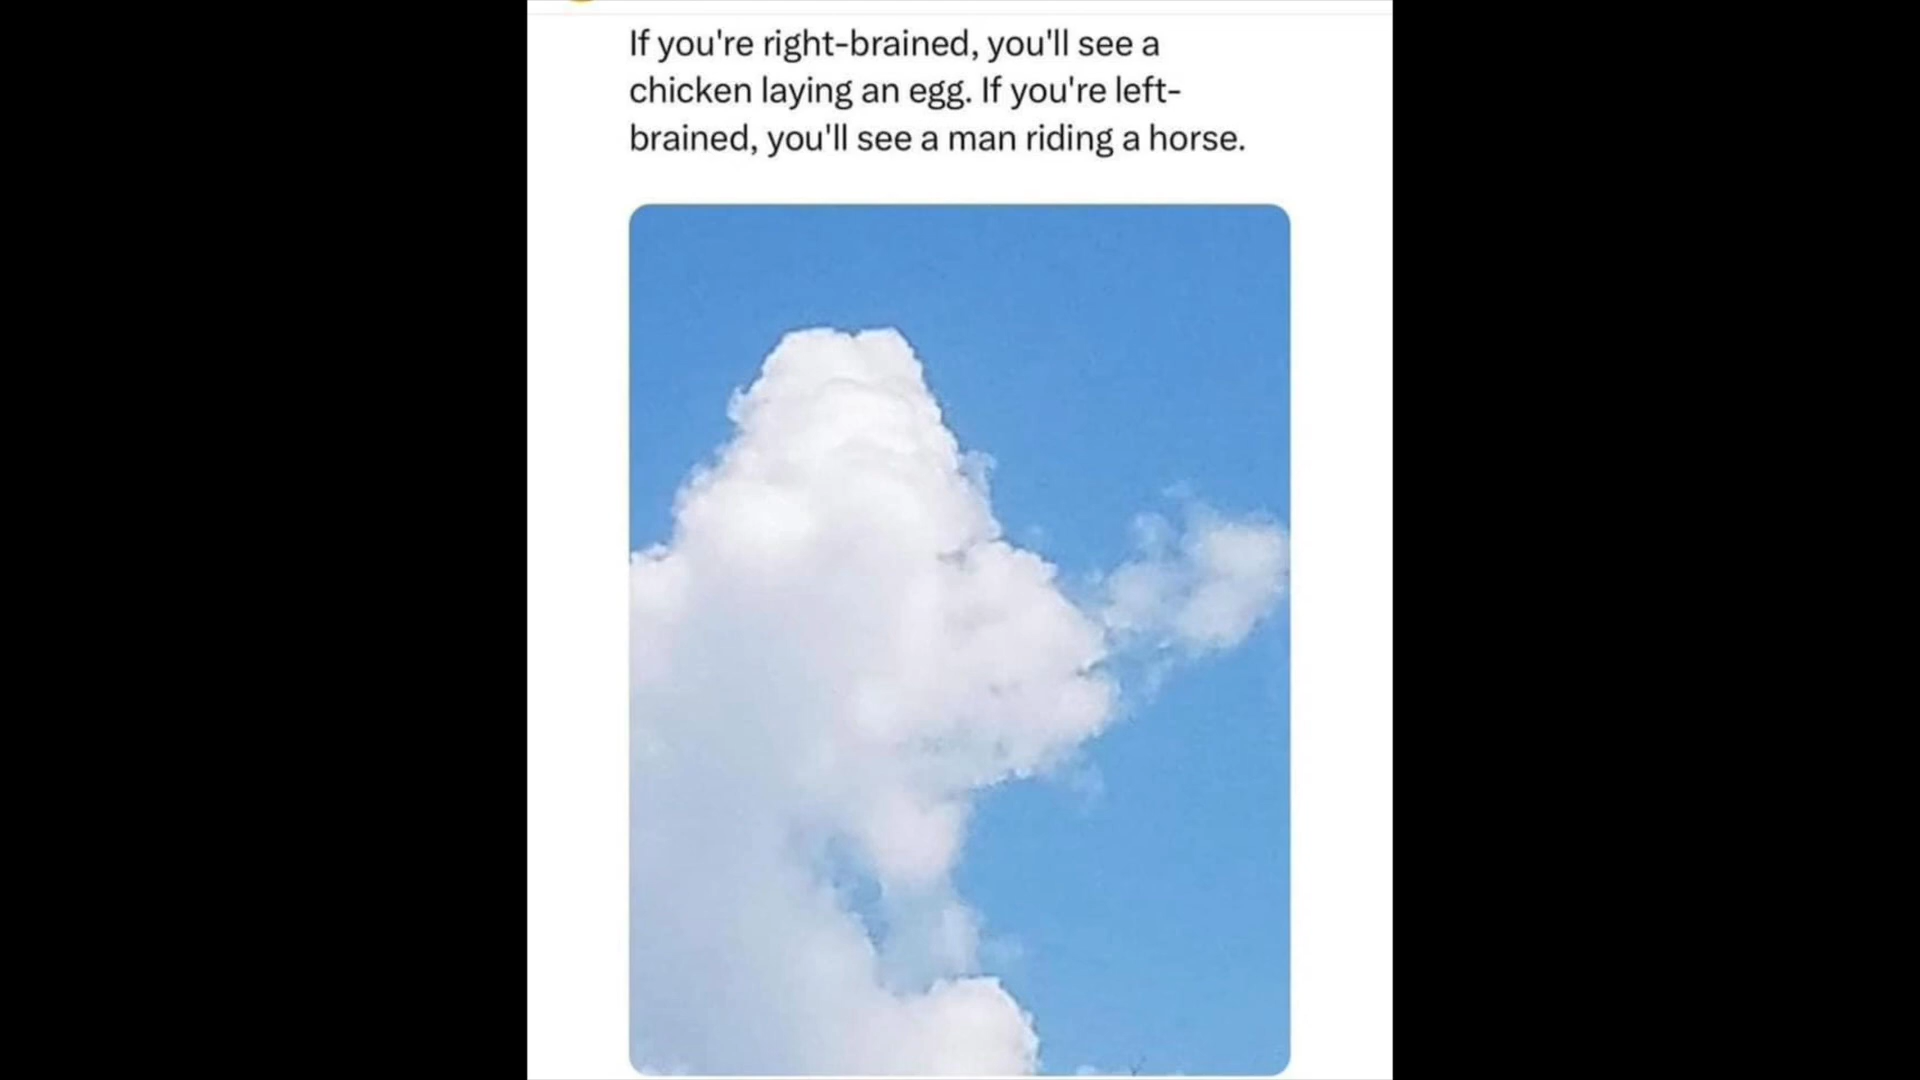 If you're right-brained, you'll see a
chicken laying an egg. If you're left-
brained, you'll see a man riding a horse.